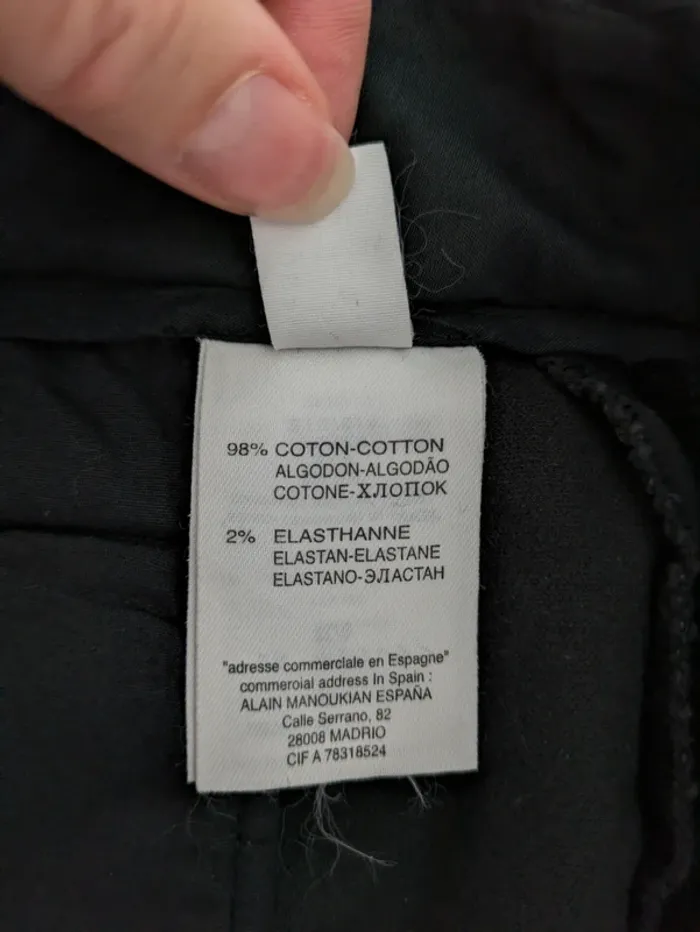 98% COTON-COTTON
ALGODON-ALGODÃO
COTONE-ХЛОПОК
2% ELASTHANNE
ELASTAN-ELASTANE
ELASTANO-ЭЛАСТАН
"adresse commerciale en Espagne"
commeroial address In Spain :
ALAIN MANOUKIAN ESPAÑA
Calle Serrano, 82
28008 MADRID
CIF A 78318524